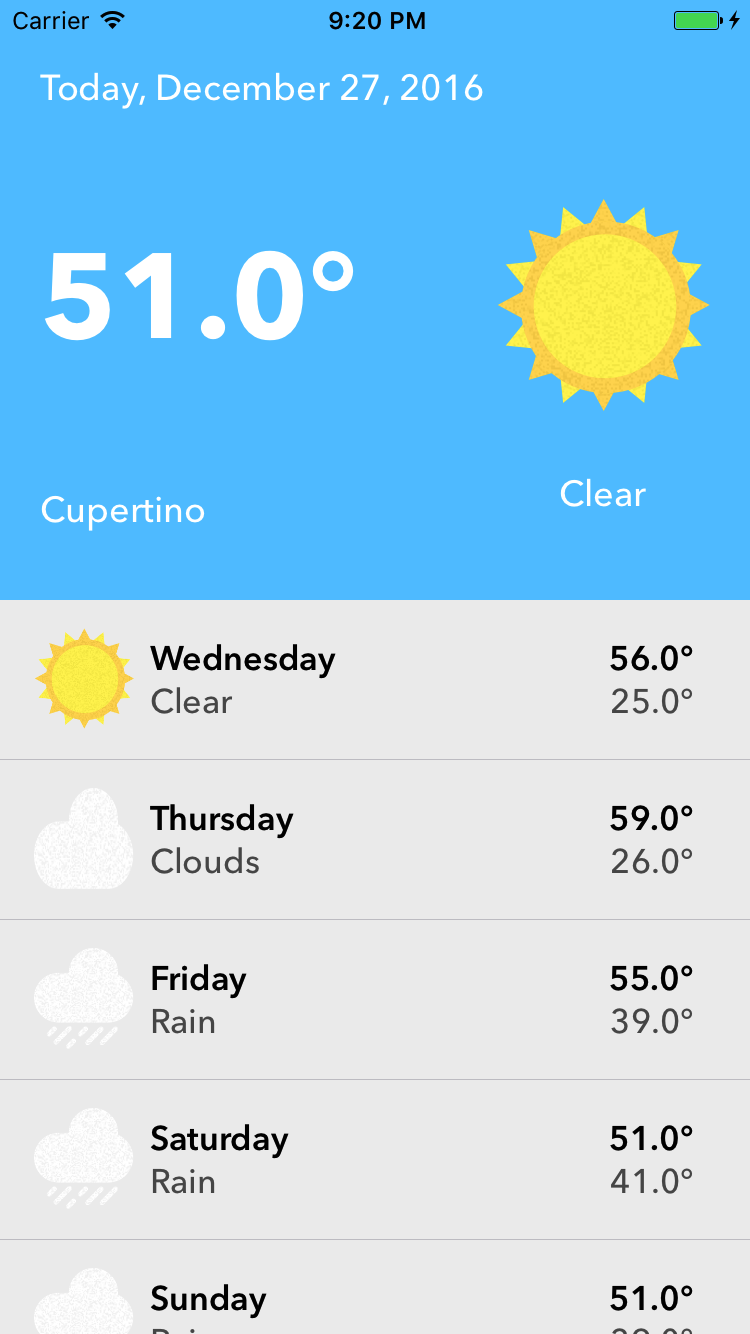 Carrier 9:20 PM
Today, December 27, 2016
51.0°
Clear
Cupertino
Wednesday 56.0°
Clear 25.0°
Thursday 59.0°
Clouds 26.0°
Friday 55.0°
Rain 39.0°
Saturday 51.0°
Rain 41.0°
Sunday 51.0°